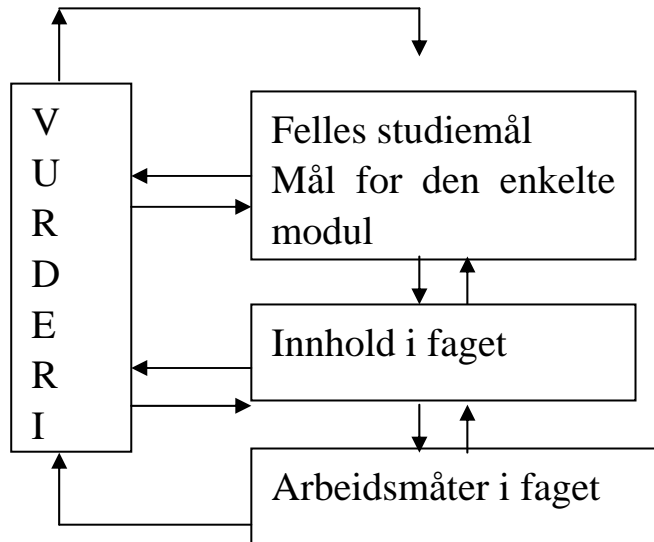 V
U
R
D
E
R
I
Felles studiemål
Mål for den enkelte
modul
Innhold i faget
Arbeidsmåter i faget